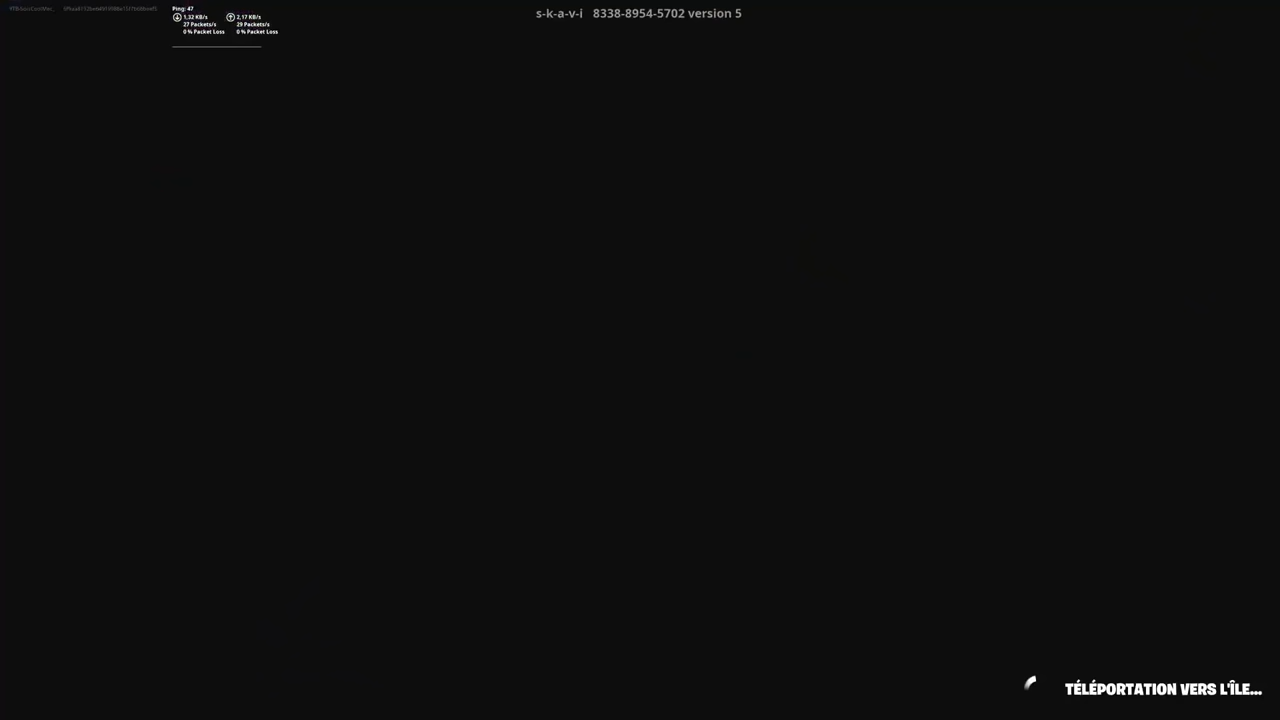 Ping: 47
1,32 KB/s 2,17 KB/s
27 Packets/s 29 Packets/s
0 % Packet Loss 0 % Packet Loss
s-k-a-v-i 8338-8954-5702 version 5
TÉLÉPORTATION VERS L'ÎLE...